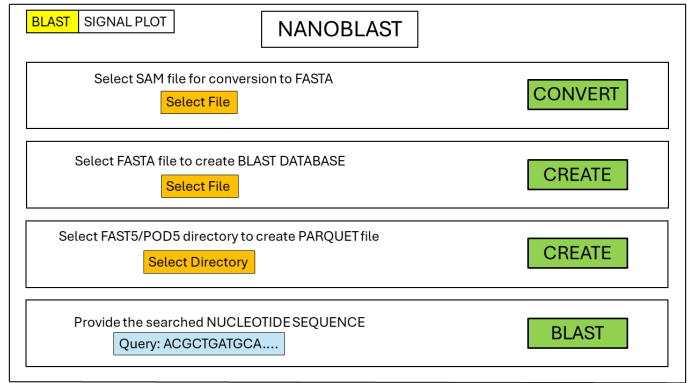 BLAST SIGNAL PLOT
NANOBLAST
Select SAM file for conversion to FASTA
Select File
CONVERT
Select FASTA file to create BLAST DATABASE
Select File
CREATE
Select FAST5/POD5 directory to create PARQUET file
Select Directory
CREATE
Provide the searched NUCLEOTIDE SEQUENCE
Query: ACGCTGATGCA....
BLAST